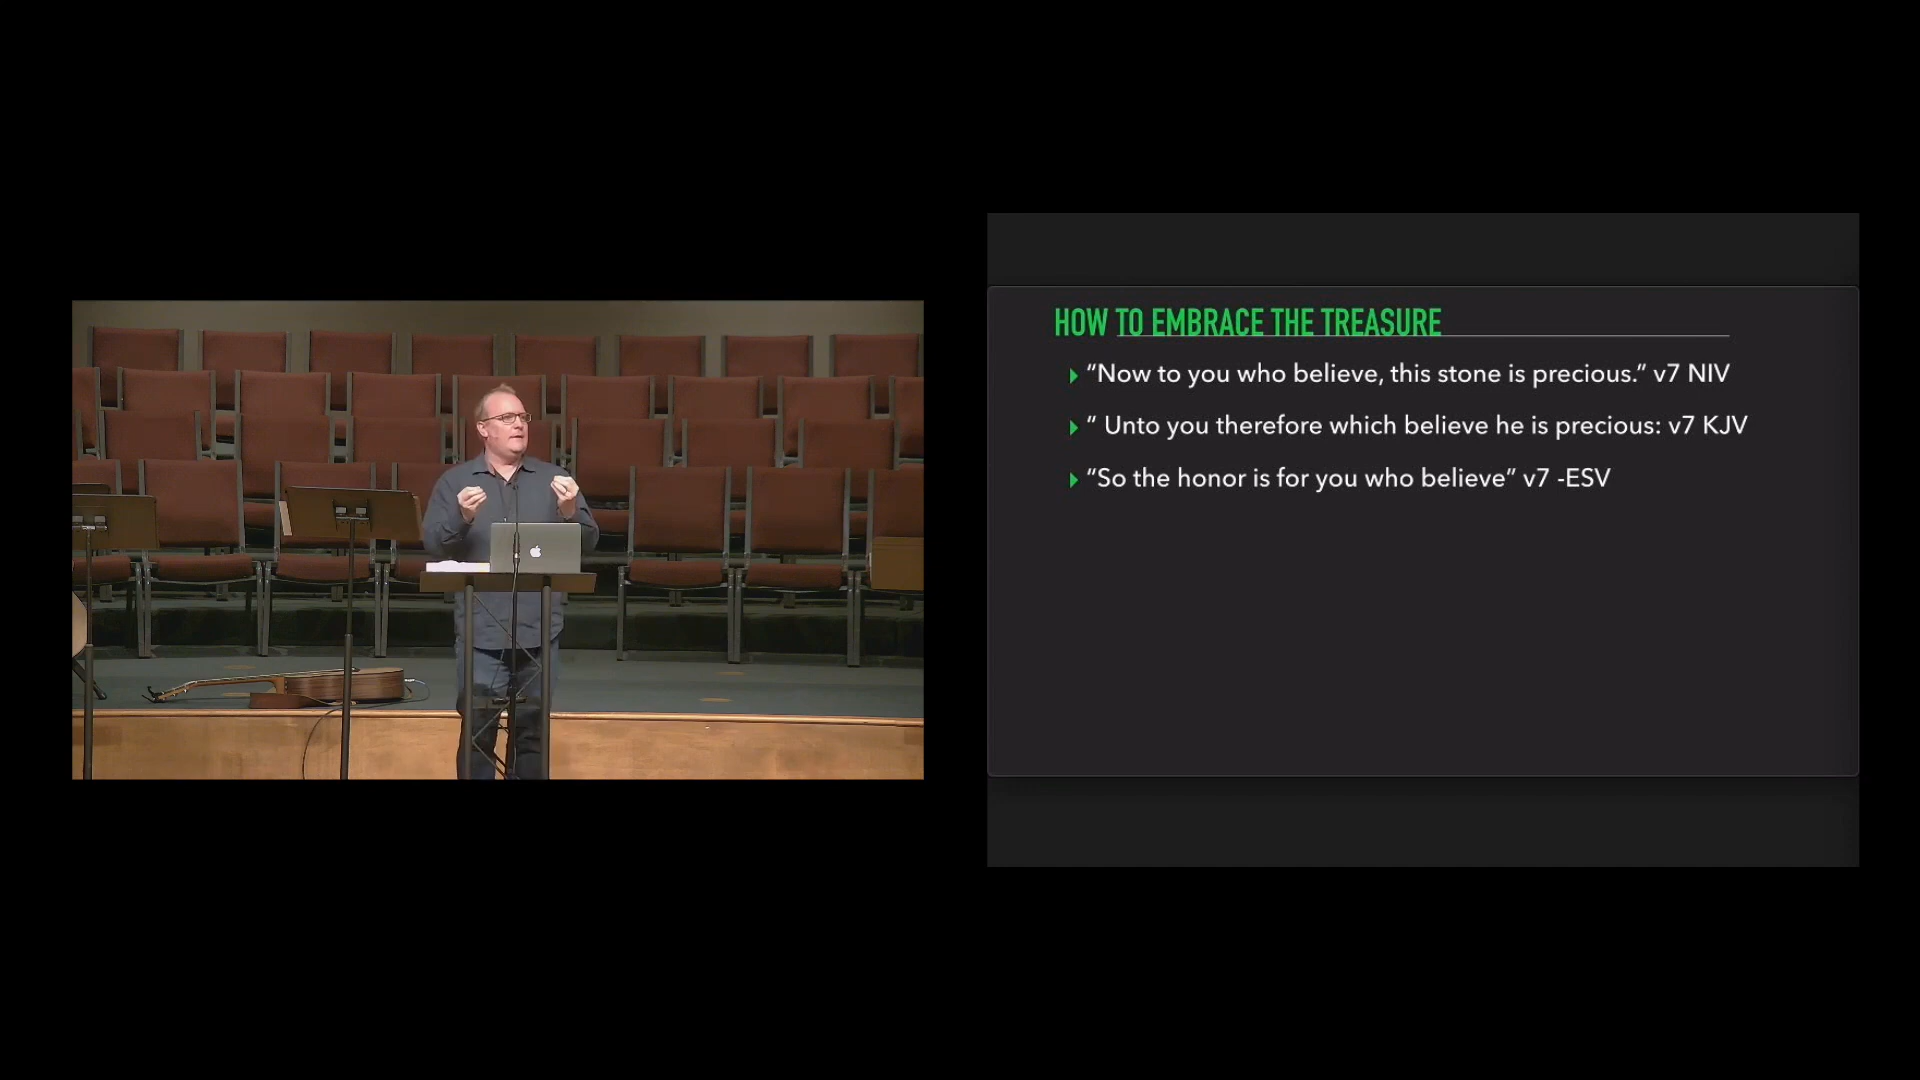 HOW TO EMBRACE THE TREASURE
“Now to you who believe, this stone is precious.” v7 NIV
“ Unto you therefore which believe he is precious: v7 KJV
“So the honor is for you who believe” v7 -ESV